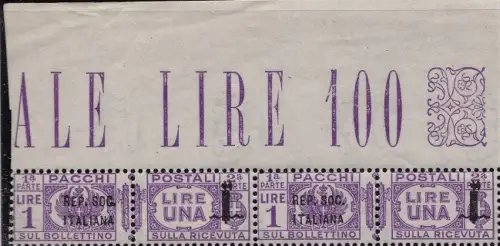 ALE LIRE 100
1ª PARTE PACCHI POSTALI 2ª PARTE 1ª PARTE PACCHI POSTALI 2ª
LIRE 1 REP. SOC. ITALIANA LIRE UNA LIRE 1 REP. SOC. ITALIANA LIRE UNA
SUL BOLLETTINO SULLA RICEVUTA SUL BOLLETTINO SULLA RICEVUTA